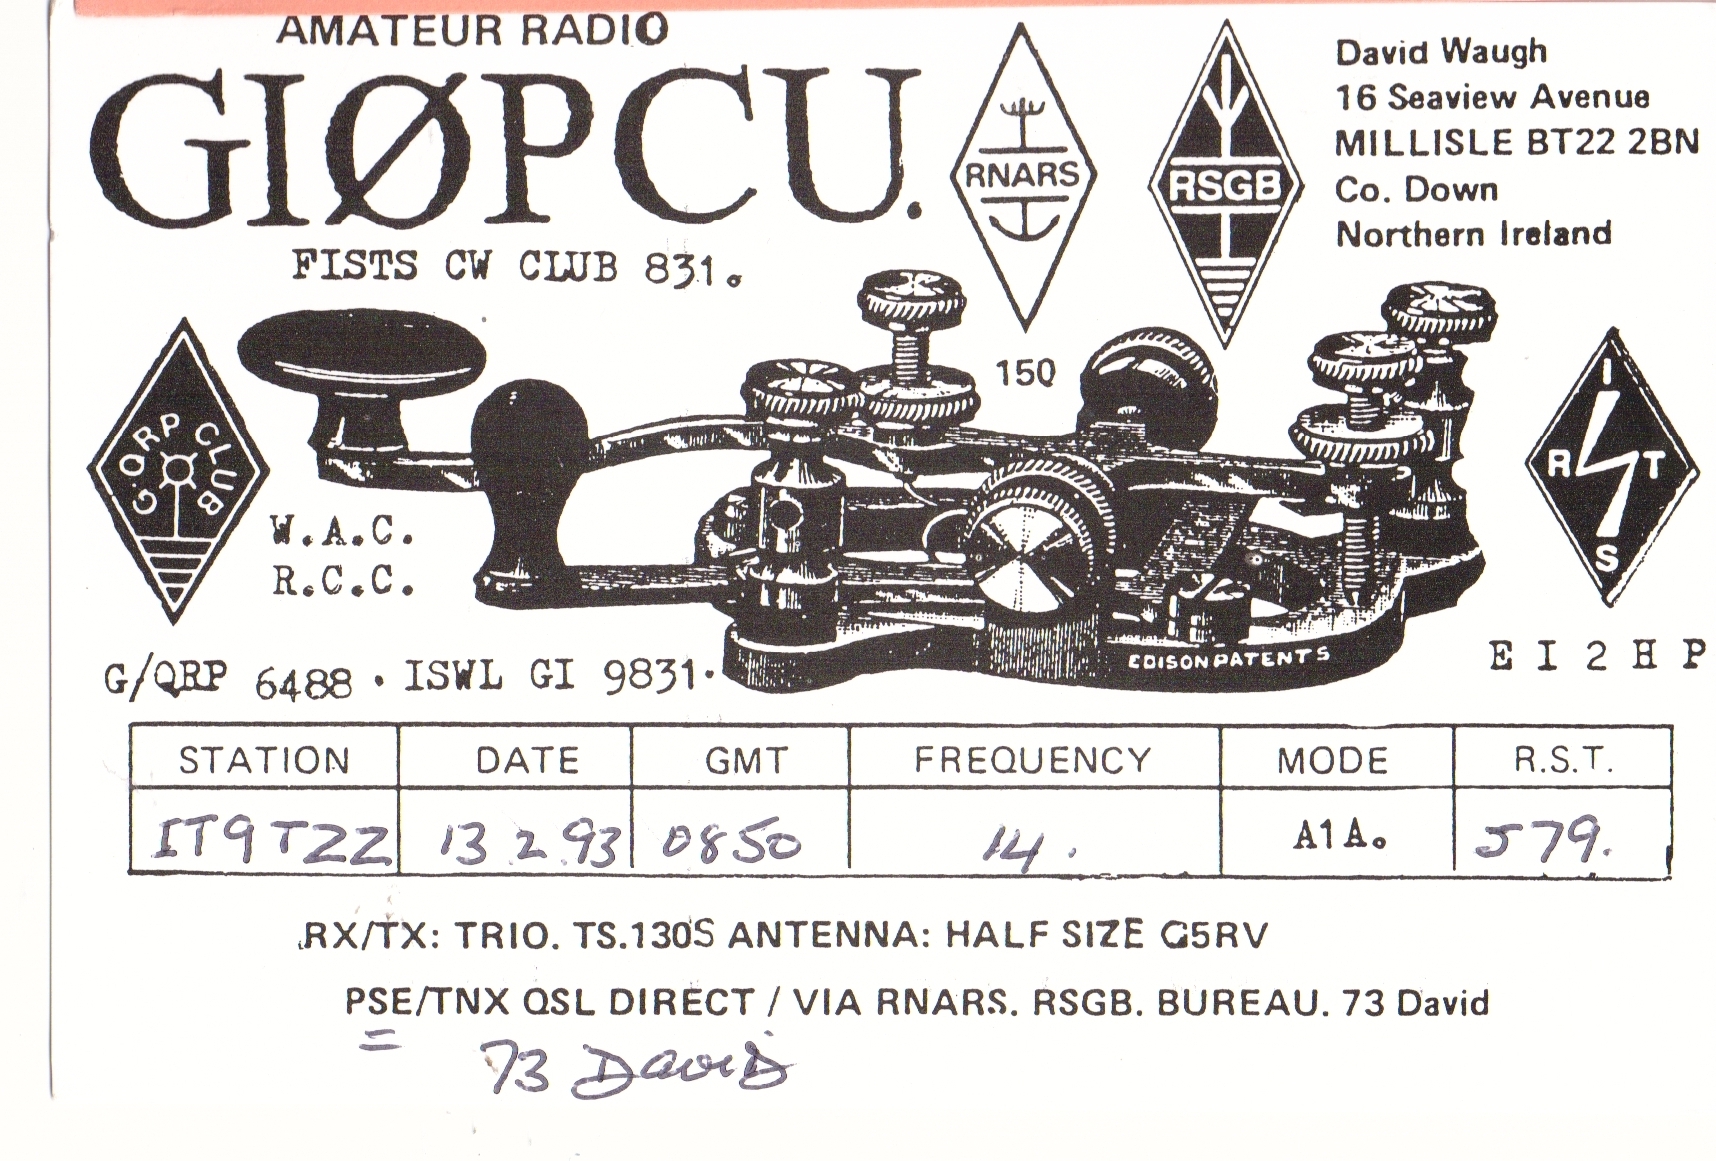 AMATEUR RADIO
GIØPCU.
FISTS CW CLUB 831.
RNARS
150
RSGB
David Waugh
16 Seaview Avenue
MILLISLE BT22 2BN
Co. Down
Northern Ireland
G.QRP CLUB
W.A.C.
R.C.C.
G/QRP 6488 . ISWL GI 9831.
EDISON PATENTS
I
R T
S
E I 2 H P
STATION DATE GMT FREQUENCY MODE R.S.T.
IT9TZZ 13 2.93 0850 14. A1A. 579.
RX/TX: TRIO. TS.130S ANTENNA: HALF SIZE G5RV
PSE/TNX QSL DIRECT / VIA RNARS. RSGB. BUREAU. 73 David
73 David